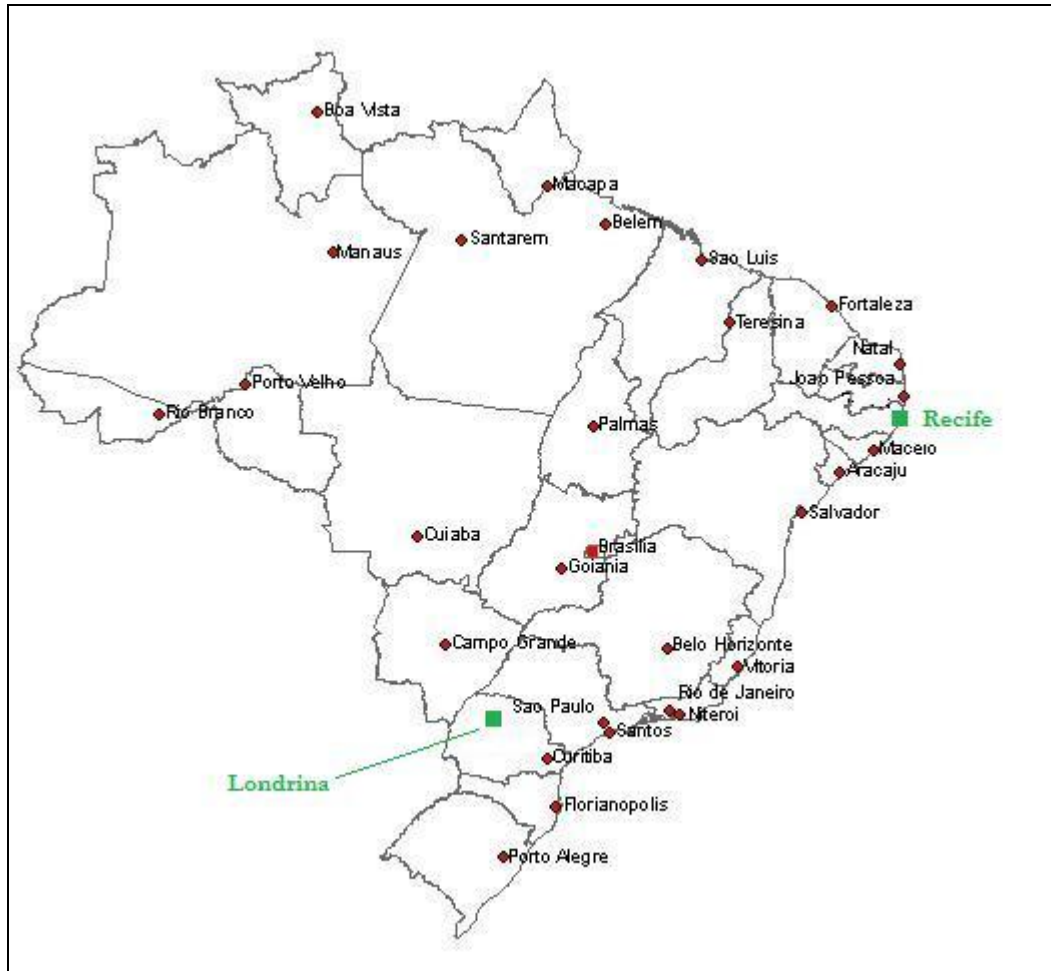 Boa Vista
Macapa
Belem
Santarem
Manaus
Sao Luis
Fortaleza
Teresina
Natal
Joao Pessoa
Porto Velho
Rio Branco
Palmas
Recife
Maceio
Aracaju
Salvador
Cuiaba
Brasilia
Goiania
Campo Grande
Belo Horizonte
Vitoria
Rio de Janeiro
Sao Paulo
Niteroi
Santos
Curitiba
Londrina
Florianopolis
Porto Alegre